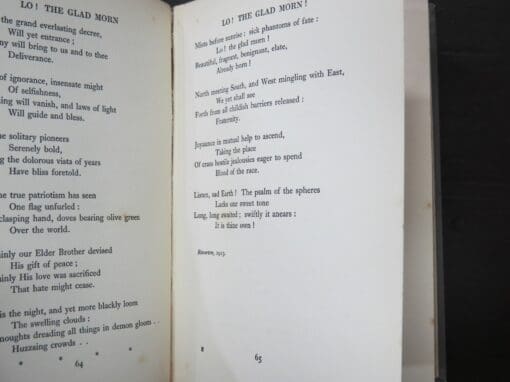 LO! THE GLAD MORN
the grand everlasting decree,
Will yet entrance;
will bring to us and to thee
Deliverance.
of ignorance, insensate might
Of selfishness,
will vanish, and laws of light
Will guide and bless.
solitary pioneers
Serenely bold,
the dolorous vista of years
Have bliss foretold.
true patriotism has seen
One flag unfurled:
clasping hand, doves bearing olive green
Over the world.
our Elder Brother devised
His gift of peace;
His love was sacrificed
That hate might cease.
is the night, and yet more blackly loom
The swelling clouds:
dreading all things in demon gloom . .
Huzzaing crowds . .
* * * *
64
LO! THE GLAD MORN!
Mists before sunrise: sick phantoms of fate:
Lo! the glad morn!
Beautiful, fragrant, benignant, elate,
Already born!
North meeting South, and West mingling with East,
We yet shall see
Forth from all childish barriers released:
Fraternity.
Joyaunce in mutual help to ascend,
Taking the place
Of crass hostile jealousies eager to spend
Blood of the race.
Listen, sad Earth! The psalm of the spheres
Lacks one sweet tone
Long, long awaited; swiftly it anears:
It is thine own!
1915.
65